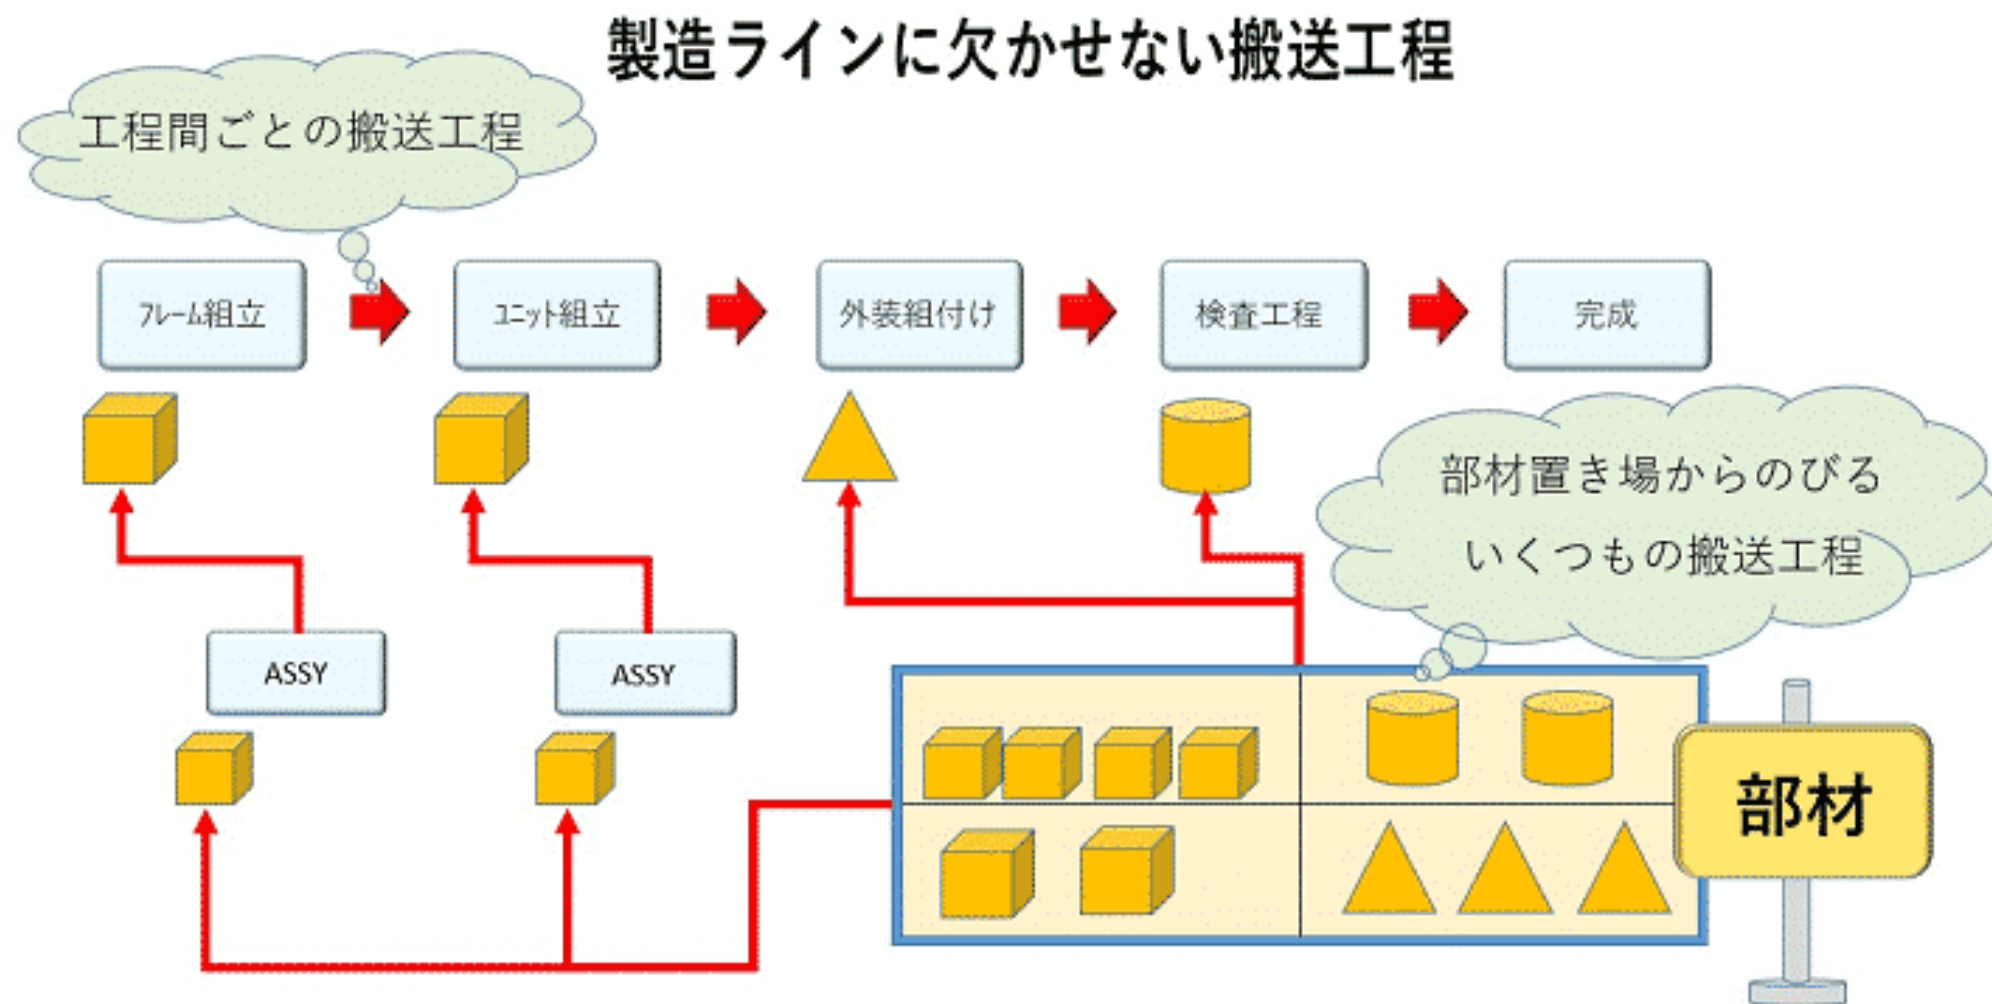 製造ラインに欠かせない搬送工程
工程間ごとの搬送工程
ﾌﾚｰﾑ組立
ﾕﾆｯﾄ組立
外装組付け
検査工程
完成
部材置き場からのびる
いくつもの搬送工程
ASSY
ASSY
部材